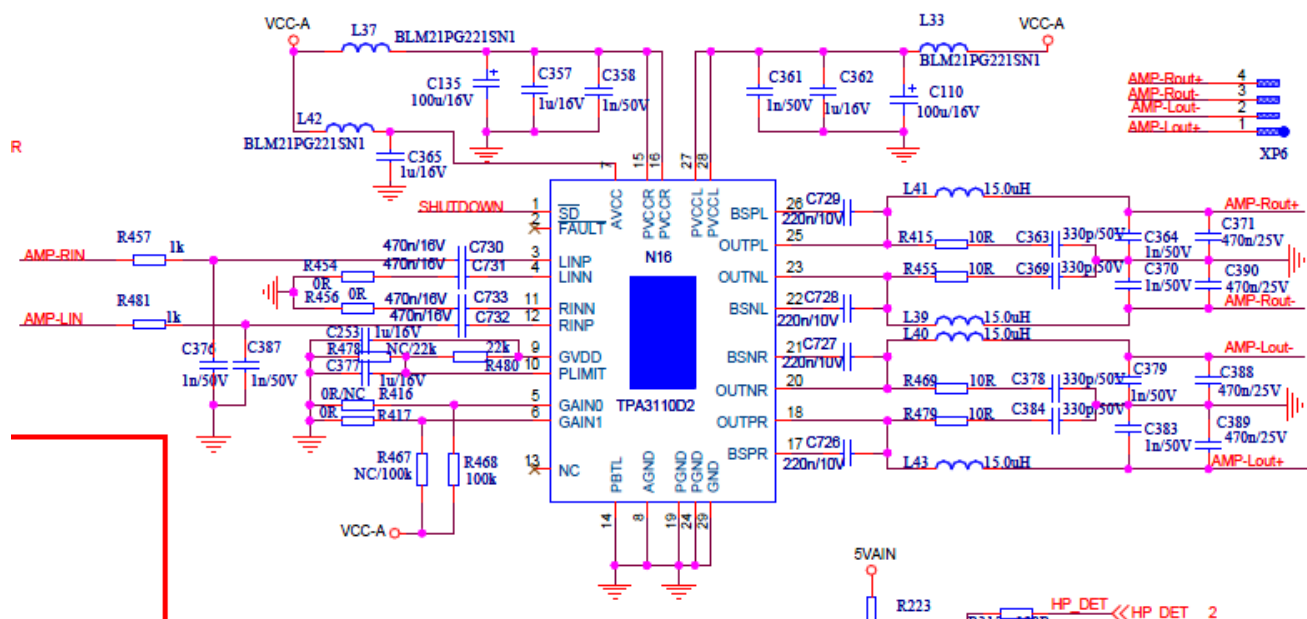 VCC-A
L37
BLM21PG221SN1
L33
VCC-A
BLM21PG221SN1
C135
100u/16V
C357
1u/16V
C358
1n/50V
C361
1n/50V
C362
1u/16V
C110
100u/16V
AMP-Rout+ 4
AMP-Rout- 3
AMP-Lout- 2
AMP-Lout+ 1
XP6
L42
BLM21PG221SN1
C365
1u/16V
R
7 15 16 27 28
AVCC PVCCR PVCCR PVCCL PVCCL
SHUTDOWN 1 SD
2 FAULT
3 LINP
4 LINN
11 RINN
12 RINP
9 GVDD
10 PLIMIT
5 GAIN0
6 GAIN1
13 NC
N16
TPA3110D2
BSPL 26
OUTPL 25
OUTNL 23
BSNL 22
BSNR 21
OUTNR 20
OUTPR 18
BSPR 17
PBTL AGND PGND PGND GND
14 8 19 24 29
AMP-RIN
R457
1k
470n/16V C730
R454 470n/16V C731
0R
R456 0R 470n/16V C733
470n/16V C732
AMP-LIN
R481
1k
C253 1u/16V
R478 NC/22k 22k
C377 1u/16V R480
C376
1n/50V
C387
1n/50V
0R/NC R416
0R R417
R467
NC/100k
R468
100k
VCC-A
C729
220n/10V
L41 15.0uH
R415 10R C363 330p/50V
R455 10R C369 330p/50V
C728
220n/10V
L39 15.0uH
L40 15.0uH
C727
220n/10V
R469 10R C378 330p/50V
R479 10R C384 330p/50V
C726
220n/10V
L43 15.0uH
AMP-Rout+
C364
1n/50V
C371
470n/25V
C370
1n/50V
C390
470n/25V
AMP-Rout-
AMP-Lout-
C379
1n/50V
C388
470n/25V
C383
1n/50V
C389
470n/25V
AMP-Lout+
5VAIN
R223
HP_DET
HP DET 2